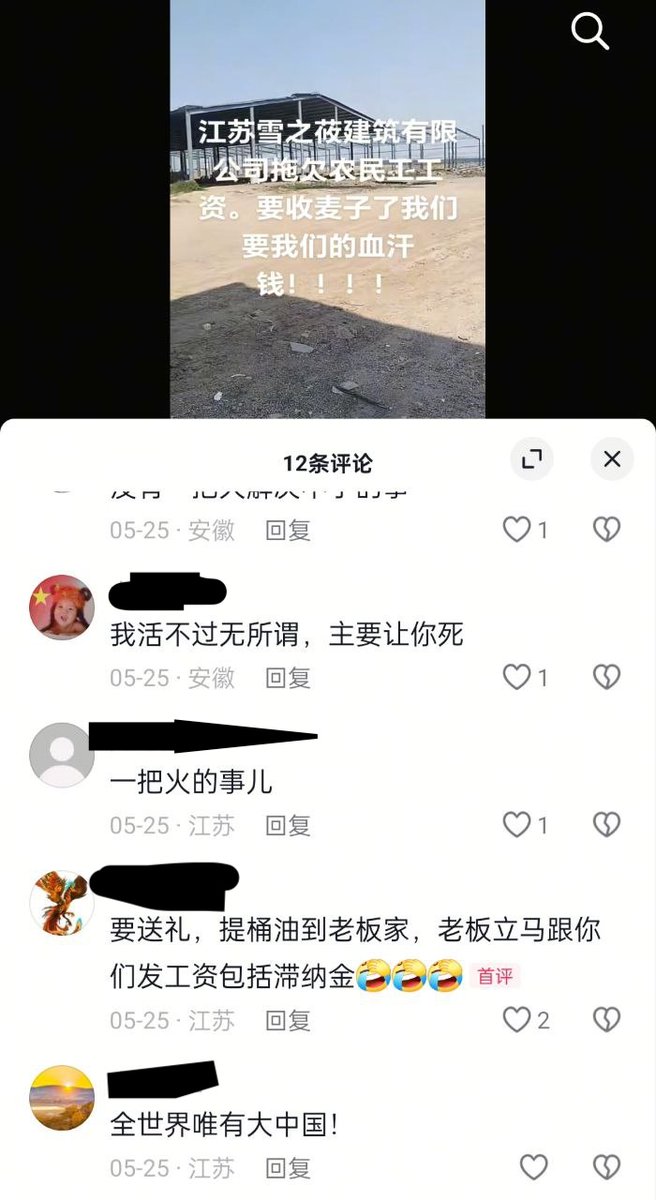 江苏雪之莜建筑有限
公司拖欠农民工工
资。要收麦子了我们
要我们的血汗
钱！！！！
12条评论
05-25 · 安徽 回复 1
我活不过无所谓，主要让你死
05-25 · 安徽 回复 1
一把火的事儿
05-25 · 江苏 回复 1
要送礼，提桶油到老板家，老板立马跟你
们发工资包括滞纳金🤣🤣🤣 首评
05-25 · 江苏 回复 2
全世界唯有大中国！
05-25 · 江苏 回复